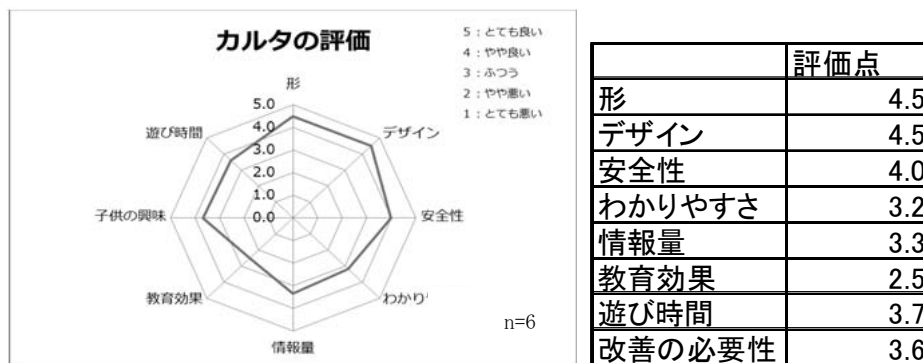 カルタの評価
5：とても良い
4：やや良い
3：ふつう
2：やや悪い
1：とても悪い
形
5.0
4.0
3.0
2.0
1.0
0.0
デザイン
安全性
わかり
情報量
教育効果
子供の興味
遊び時間
n=6
評価点
形 4.5
デザイン 4.5
安全性 4.0
わかりやすさ 3.2
情報量 3.3
教育効果 2.5
遊び時間 3.7
改善の必要性 3.6